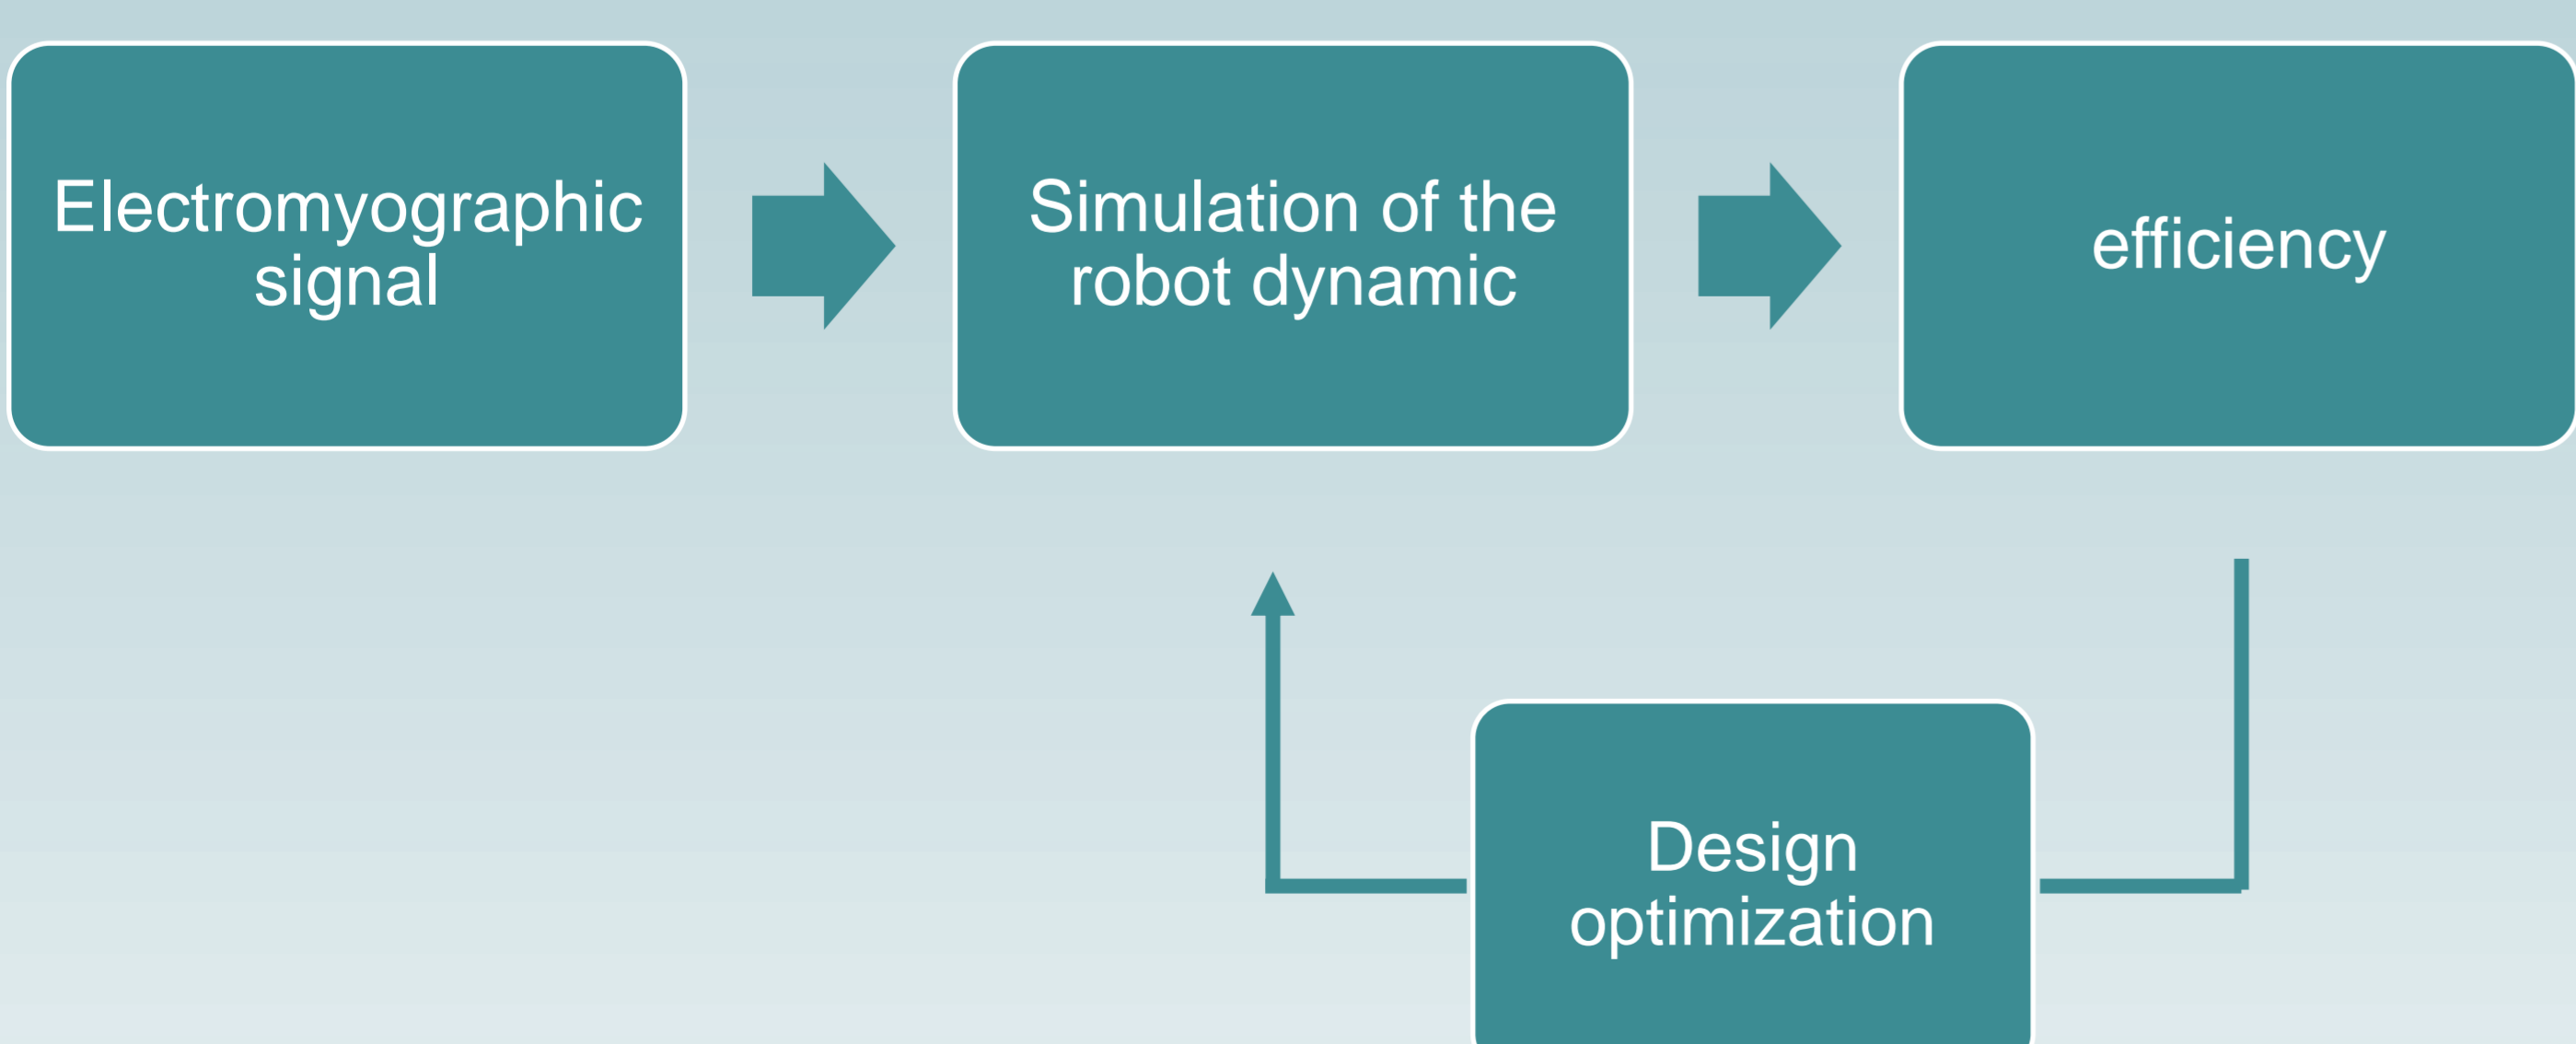 Electromyographic
signal
Simulation of the
robot dynamic
efficiency
Design
optimization